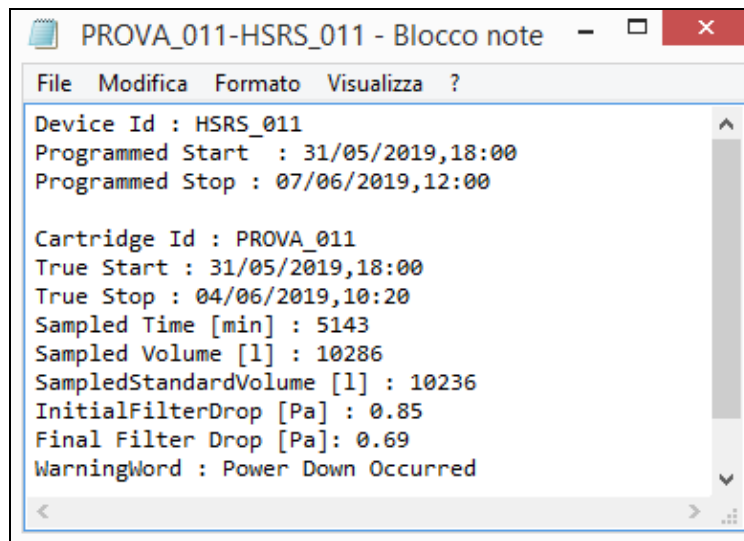 PROVA_011-HSRS_011 - Blocco note
File Modifica Formato Visualizza ?
Device Id : HSRS_011
Programmed Start  : 31/05/2019,18:00
Programmed Stop : 07/06/2019,12:00
Cartridge Id : PROVA_011
True Start : 31/05/2019,18:00
True Stop : 04/06/2019,10:20
Sampled Time [min] : 5143
Sampled Volume [l] : 10286
SampledStandardVolume [l] : 10236
InitialFilterDrop [Pa] : 0.85
Final Filter Drop [Pa]: 0.69
WarningWord : Power Down Occurred